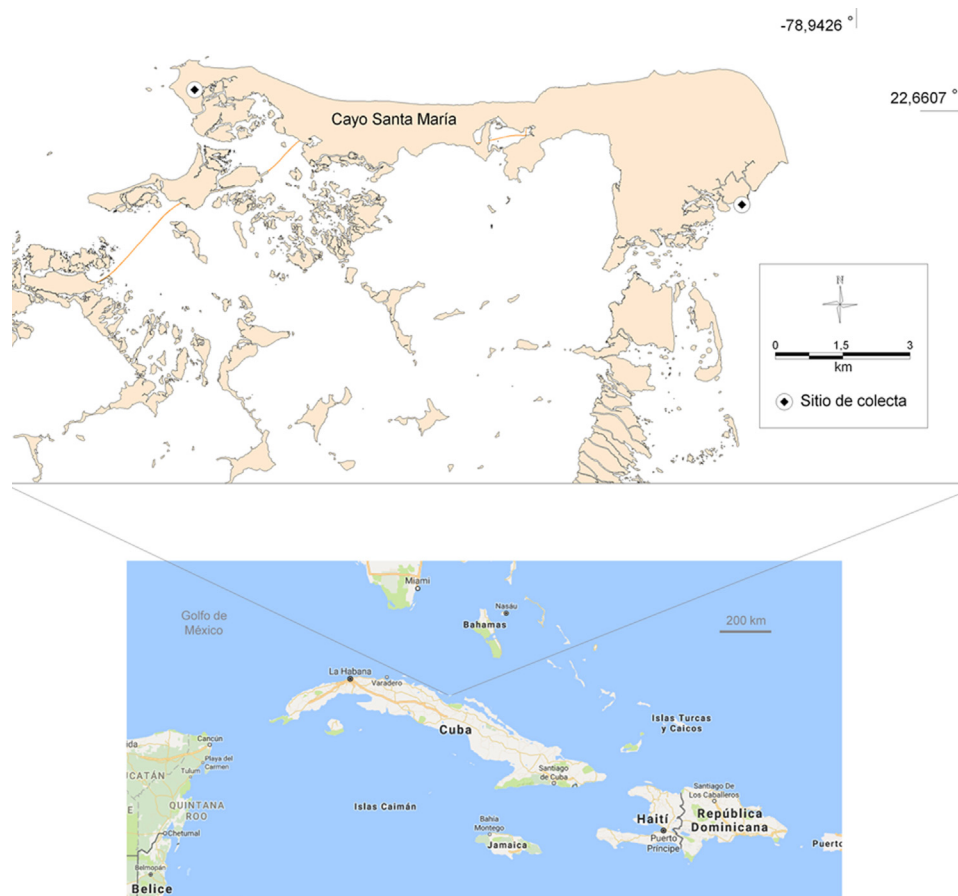 -78,9426 °
22,6607 °
Cayo Santa María
N
0 1,5 3
km
Sitio de colecta
Miami
Golfo de
México
Nasau
Bahamas
200 km
La Habana
Varadero
Cuba
Islas Turcas
y Caicos
Cancún
Playa del
Carmen
Tulum
UCATÁN
QUINTANA
ROO
Chetumal
Santiago
de Cuba
Islas Caimán
Bahía
Montego
Jamaica
Haití
Puerto
Príncipe
Santiago De
Los Caballeros
República
Dominicana
Puerto
Belmopán
Belice